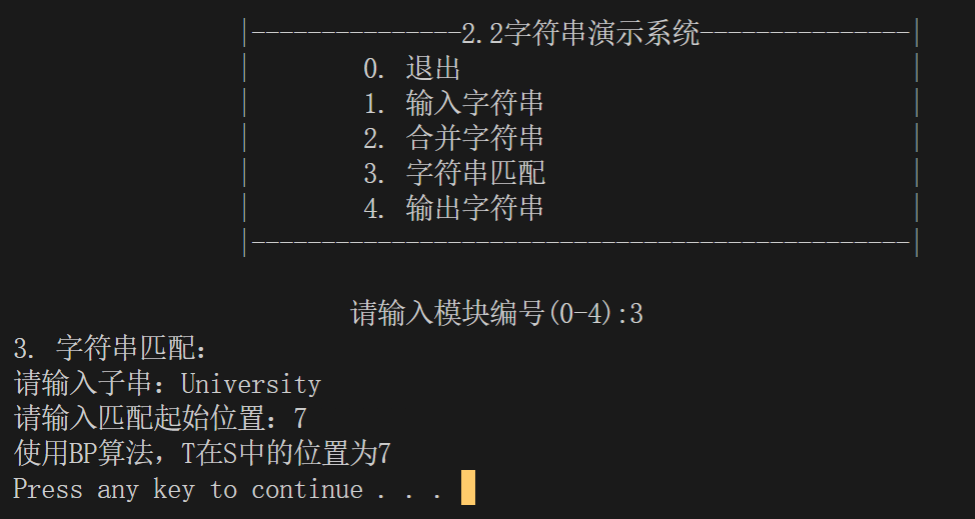 |---------------2.2字符串演示系统---------------|
|        0. 退出        |
|        1. 输入字符串        |
|        2. 合并字符串        |
|        3. 字符串匹配        |
|        4. 输出字符串        |
|-----------------------------------------------|
请输入模块编号(0-4):3
3. 字符串匹配：
请输入子串：University
请输入匹配起始位置：7
使用BP算法，T在S中的位置为7
Press any key to continue . . .